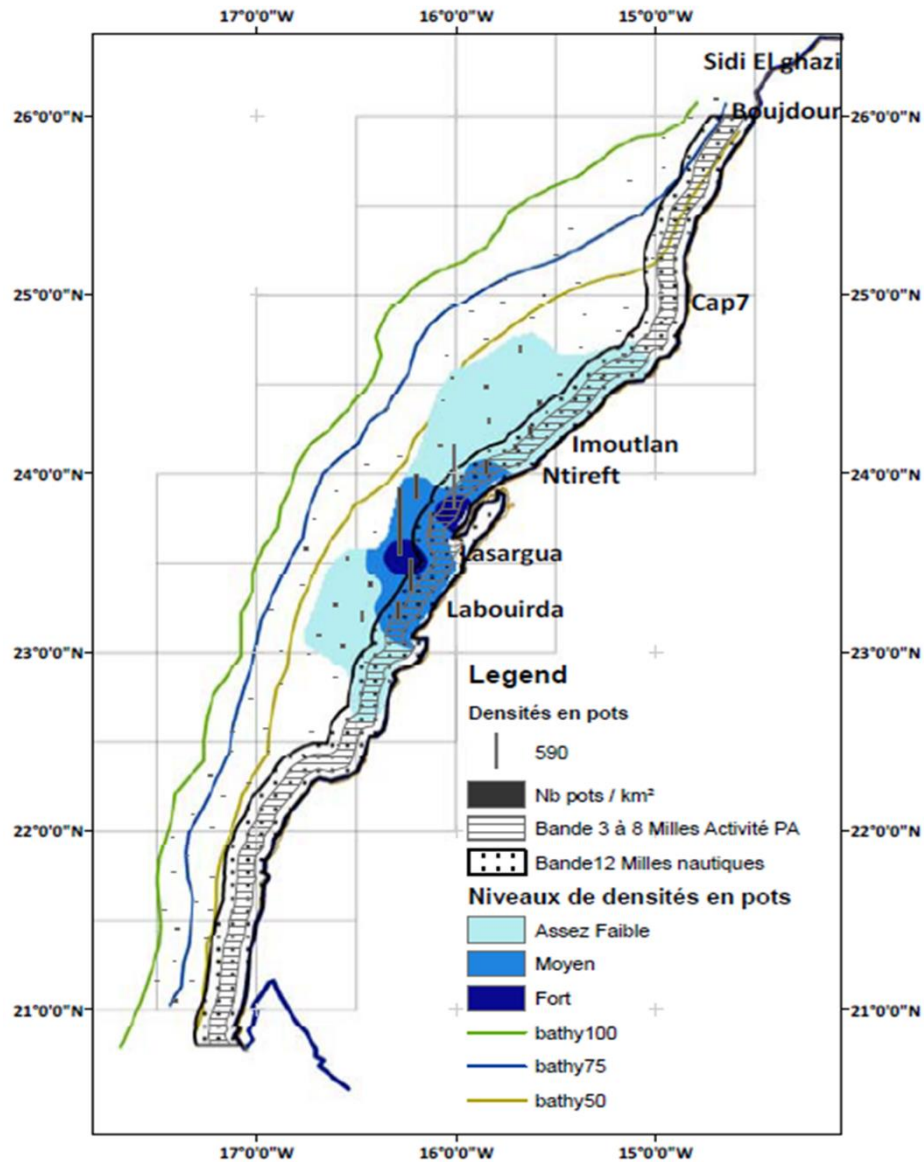 17°0'0"W 16°0'0"W 15°0'0"W
Sidi El ghazi
26°0'0"N Boujdour 26°0'0"N
25°0'0"N Cap7 25°0'0"N
Imoutlan
24°0'0"N Ntireft 24°0'0"N
Lasargua
Labouirda
23°0'0"N 23°0'0"N
Legend
Densités en pots
590
Nb pots / km²
Bande 3 à 8 Milles Activité PA
22°0'0"N 22°0'0"N
Bande12 Milles nautiques
Niveaux de densités en pots
Assez Faible
Moyen
Fort
21°0'0"N 21°0'0"N
bathy100
bathy75
bathy50
17°0'0"W 16°0'0"W 15°0'0"W